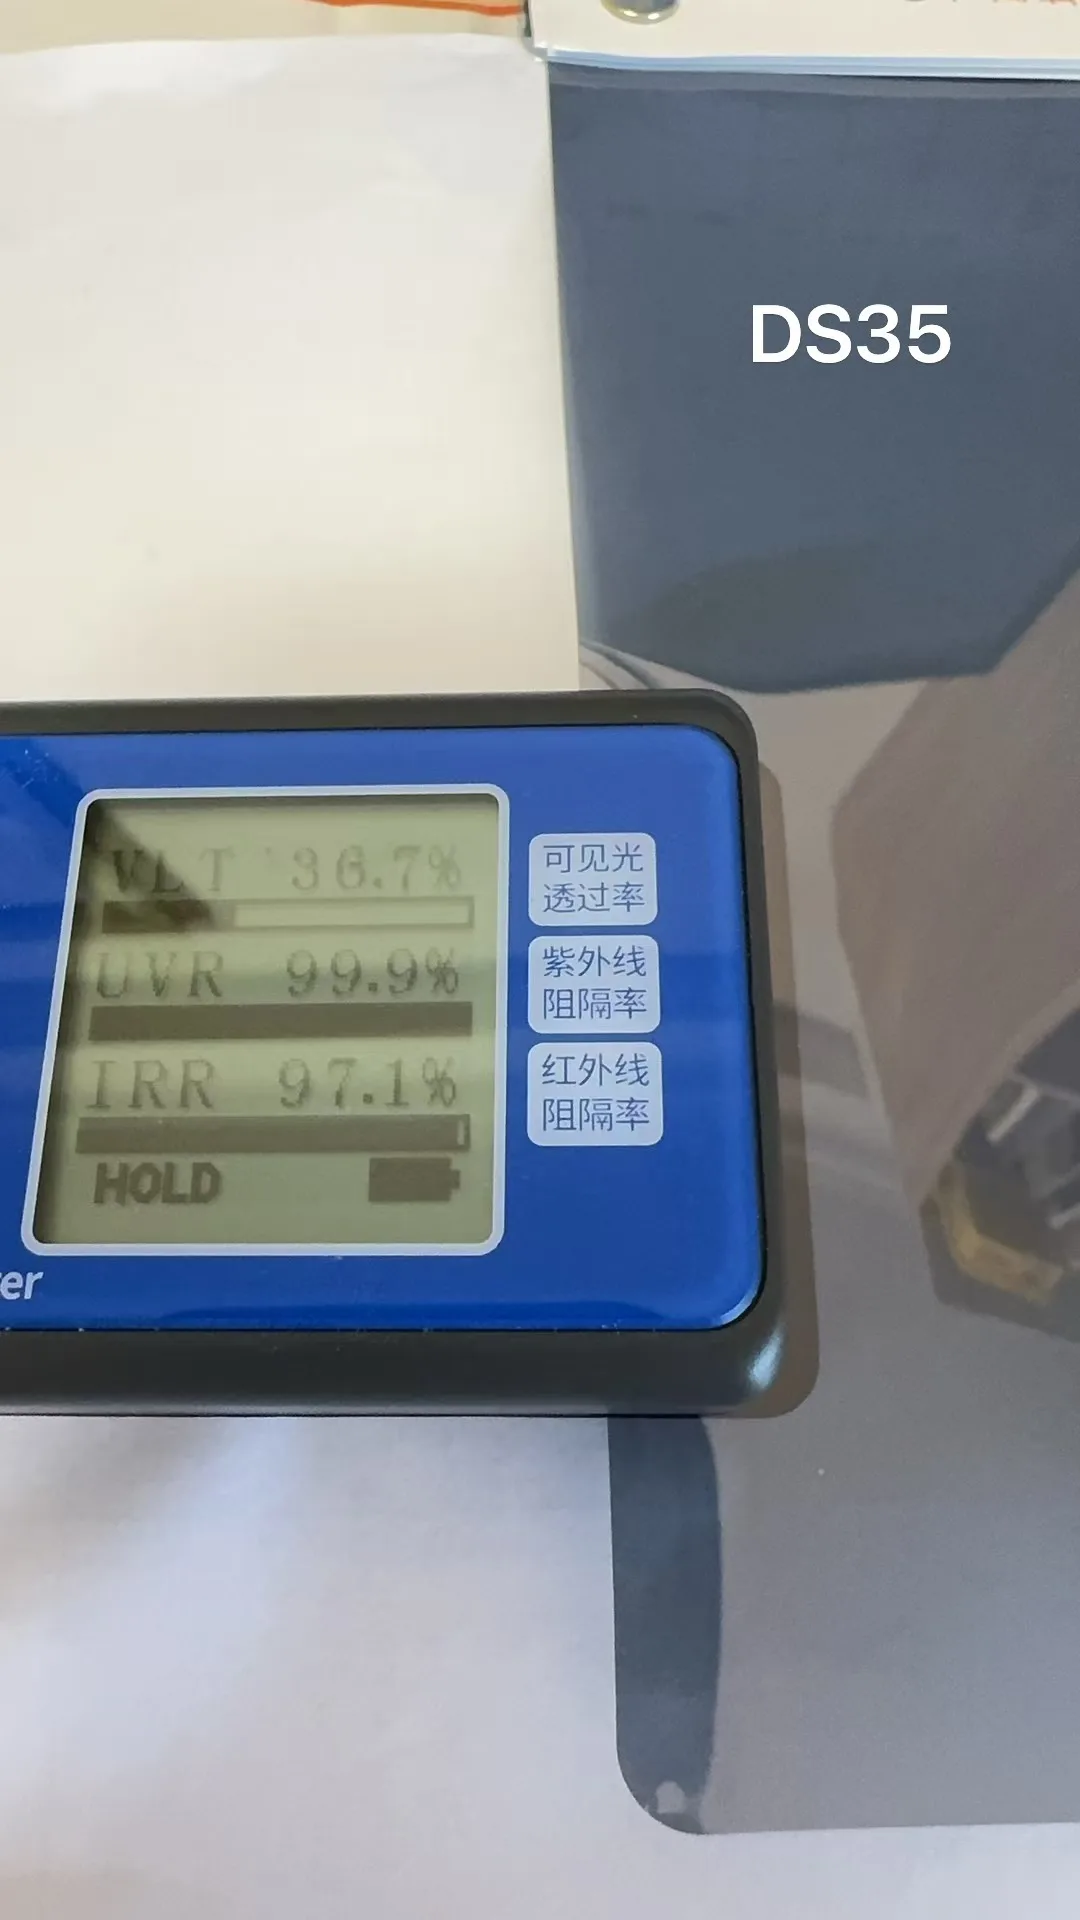 DS35
VLT 36.7%
可见光
透过率
UVR 99.9%
紫外线
阻隔率
IRR 97.1%
红外线
阻隔率
HOLD
er